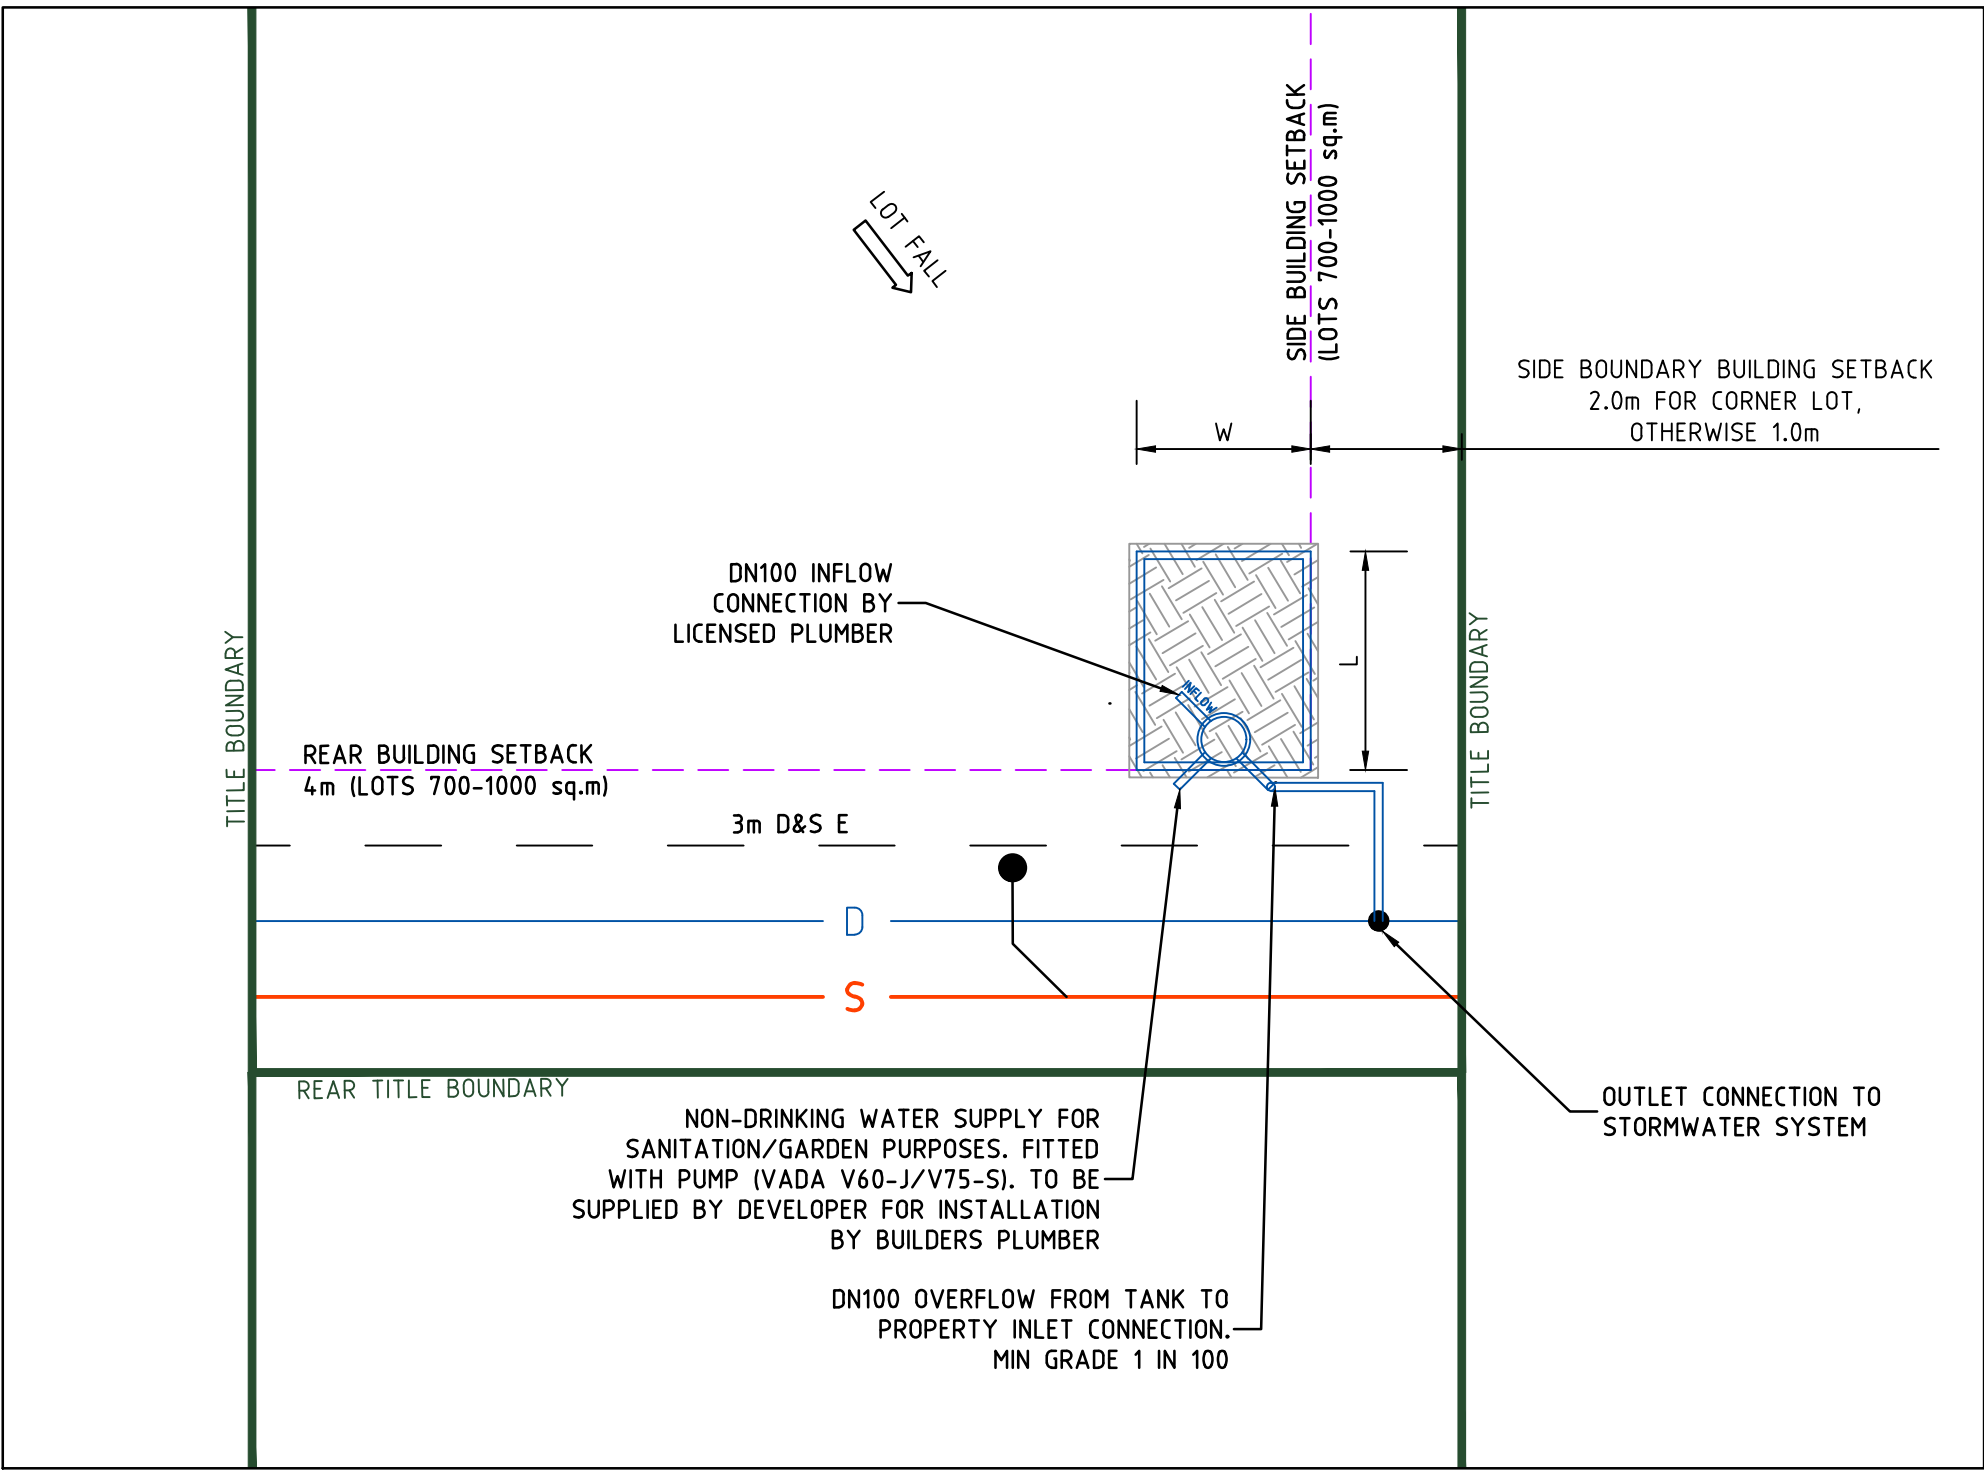 SIDE BUILDING SETBACK
(LOTS 700-1000 sq.m)
LOT FALL
SIDE BOUNDARY BUILDING SETBACK
2.0m FOR CORNER LOT,
OTHERWISE 1.0m
W
DN100 INFLOW
CONNECTION BY
LICENSED PLUMBER
L
INFLOW
TITLE BOUNDARY
TITLE BOUNDARY
REAR BUILDING SETBACK
4m (LOTS 700-1000 sq.m)
3m D&S E
D
S
REAR TITLE BOUNDARY
NON-DRINKING WATER SUPPLY FOR
SANITATION/GARDEN PURPOSES. FITTED
WITH PUMP (VADA V60-J/V75-S). TO BE
SUPPLIED BY DEVELOPER FOR INSTALLATION
BY BUILDERS PLUMBER
OUTLET CONNECTION TO
STORMWATER SYSTEM
DN100 OVERFLOW FROM TANK TO
PROPERTY INLET CONNECTION.
MIN GRADE 1 IN 100